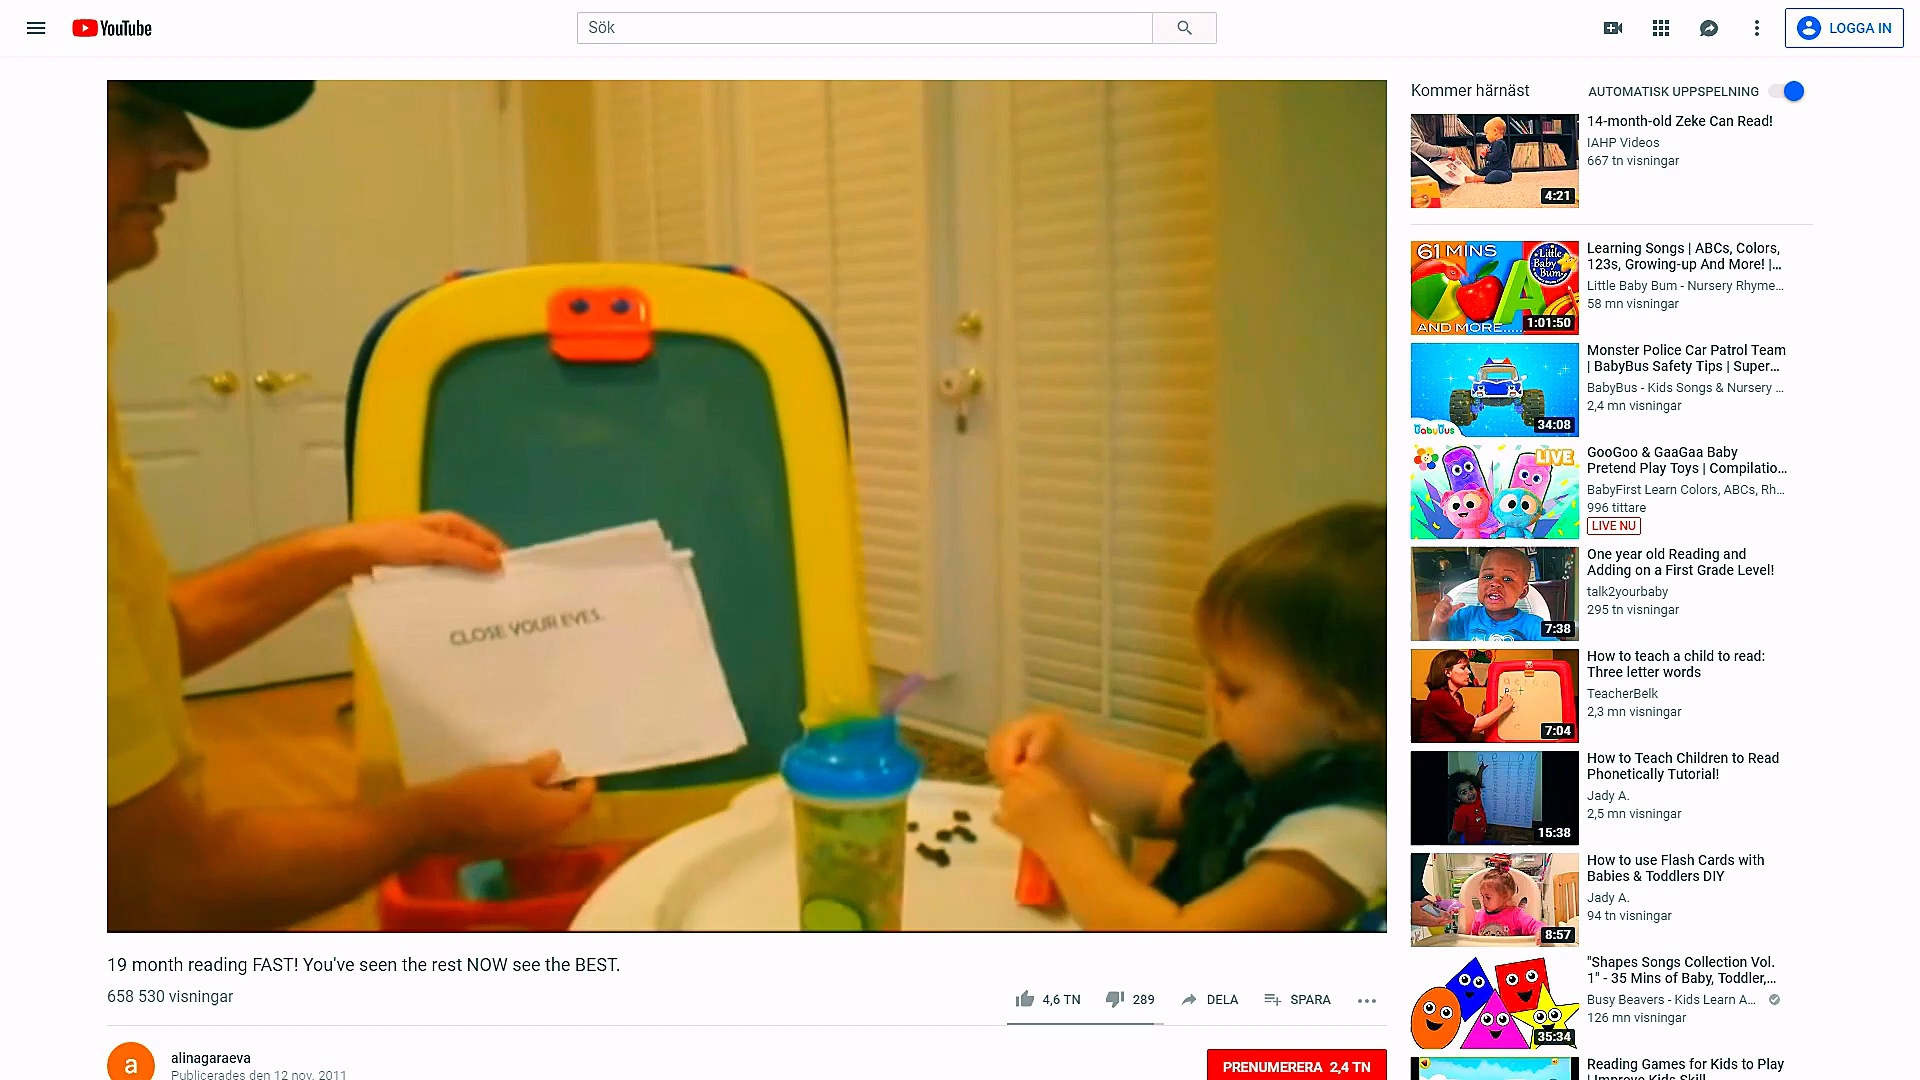 YouTube
Sök
LOGGA IN
CLOSE YOUR EYES.
19 month reading FAST! You've seen the rest NOW see the BEST.
658 530 visningar
4,6 TN
289
DELA
SPARA
a
alinagaraeva
Publicerades den 12 nov. 2011
PRENUMERERA 2,4 TN
Kommer härnäst
AUTOMATISK UPPSPELNING
4:21
14-month-old Zeke Can Read!
IAHP Videos
667 tn visningar
61 MINS
Little
Baby
Bum
A
AND MORE.....
1:01:50
Learning Songs | ABCs, Colors,
123s, Growing-up And More! |...
Little Baby Bum - Nursery Rhyme...
58 mn visningar
BabyBus
34:08
Monster Police Car Patrol Team
| BabyBus Safety Tips | Super...
BabyBus - Kids Songs & Nursery ...
2,4 mn visningar
LIVE
GooGoo & GaaGaa Baby
Pretend Play Toys | Compilatio...
BabyFirst Learn Colors, ABCs, Rh...
996 tittare
LIVE NU
7:38
One year old Reading and
Adding on a First Grade Level!
talk2yourbaby
295 tn visningar
7:04
How to teach a child to read:
Three letter words
TeacherBelk
2,3 mn visningar
15:38
How to Teach Children to Read
Phonetically Tutorial!
Jady A.
2,5 mn visningar
8:57
How to use Flash Cards with
Babies & Toddlers DIY
Jady A.
94 tn visningar
35:34
"Shapes Songs Collection Vol.
1" - 35 Mins of Baby, Toddler,...
Busy Beavers - Kids Learn A...
126 mn visningar
Reading Games for Kids to Play